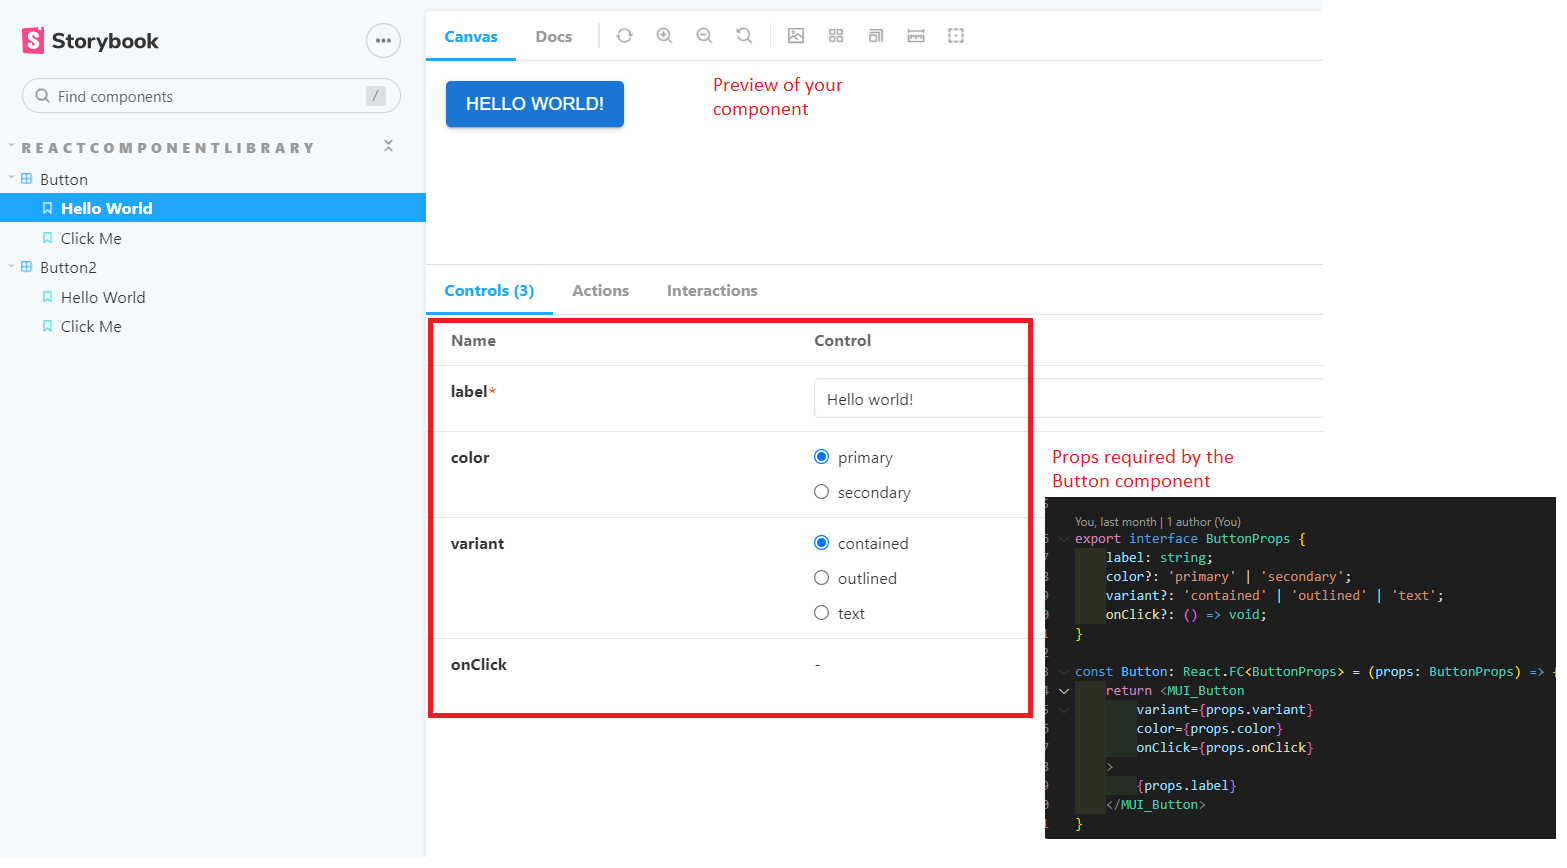 Storybook
Find components
/
REACTCOMPONENTLIBRARY
Button
Hello World
Click Me
Button2
Hello World
Click Me
Canvas
Docs
HELLO WORLD!
Preview of your
component
Controls (3)
Actions
Interactions
Name
Control
label*
Hello world!
color
primary
secondary
variant
contained
outlined
text
onClick
-
Props required by the
Button component
You, last month | 1 author (You)
export interface ButtonProps {
label: string;
color?: 'primary' | 'secondary';
variant?: 'contained' | 'outlined' | 'text';
onClick?: () => void;
}
const Button: React.FC<ButtonProps> = (props: ButtonProps) => {
return <MUI_Button
variant={props.variant}
color={props.color}
onClick={props.onClick}
>
{props.label}
</MUI_Button>
}